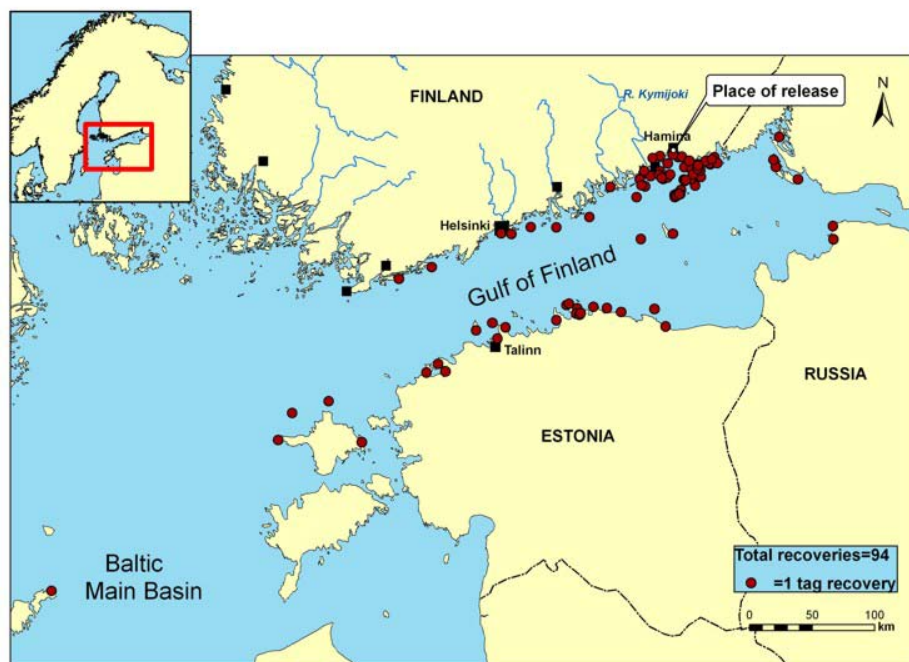 FINLAND
R. Kymijoki
Place of release
N
Hamina
Helsinki
Gulf of Finland
Talinn
RUSSIA
ESTONIA
Baltic
Main Basin
Total recoveries=94
=1 tag recovery
0 50 100
km